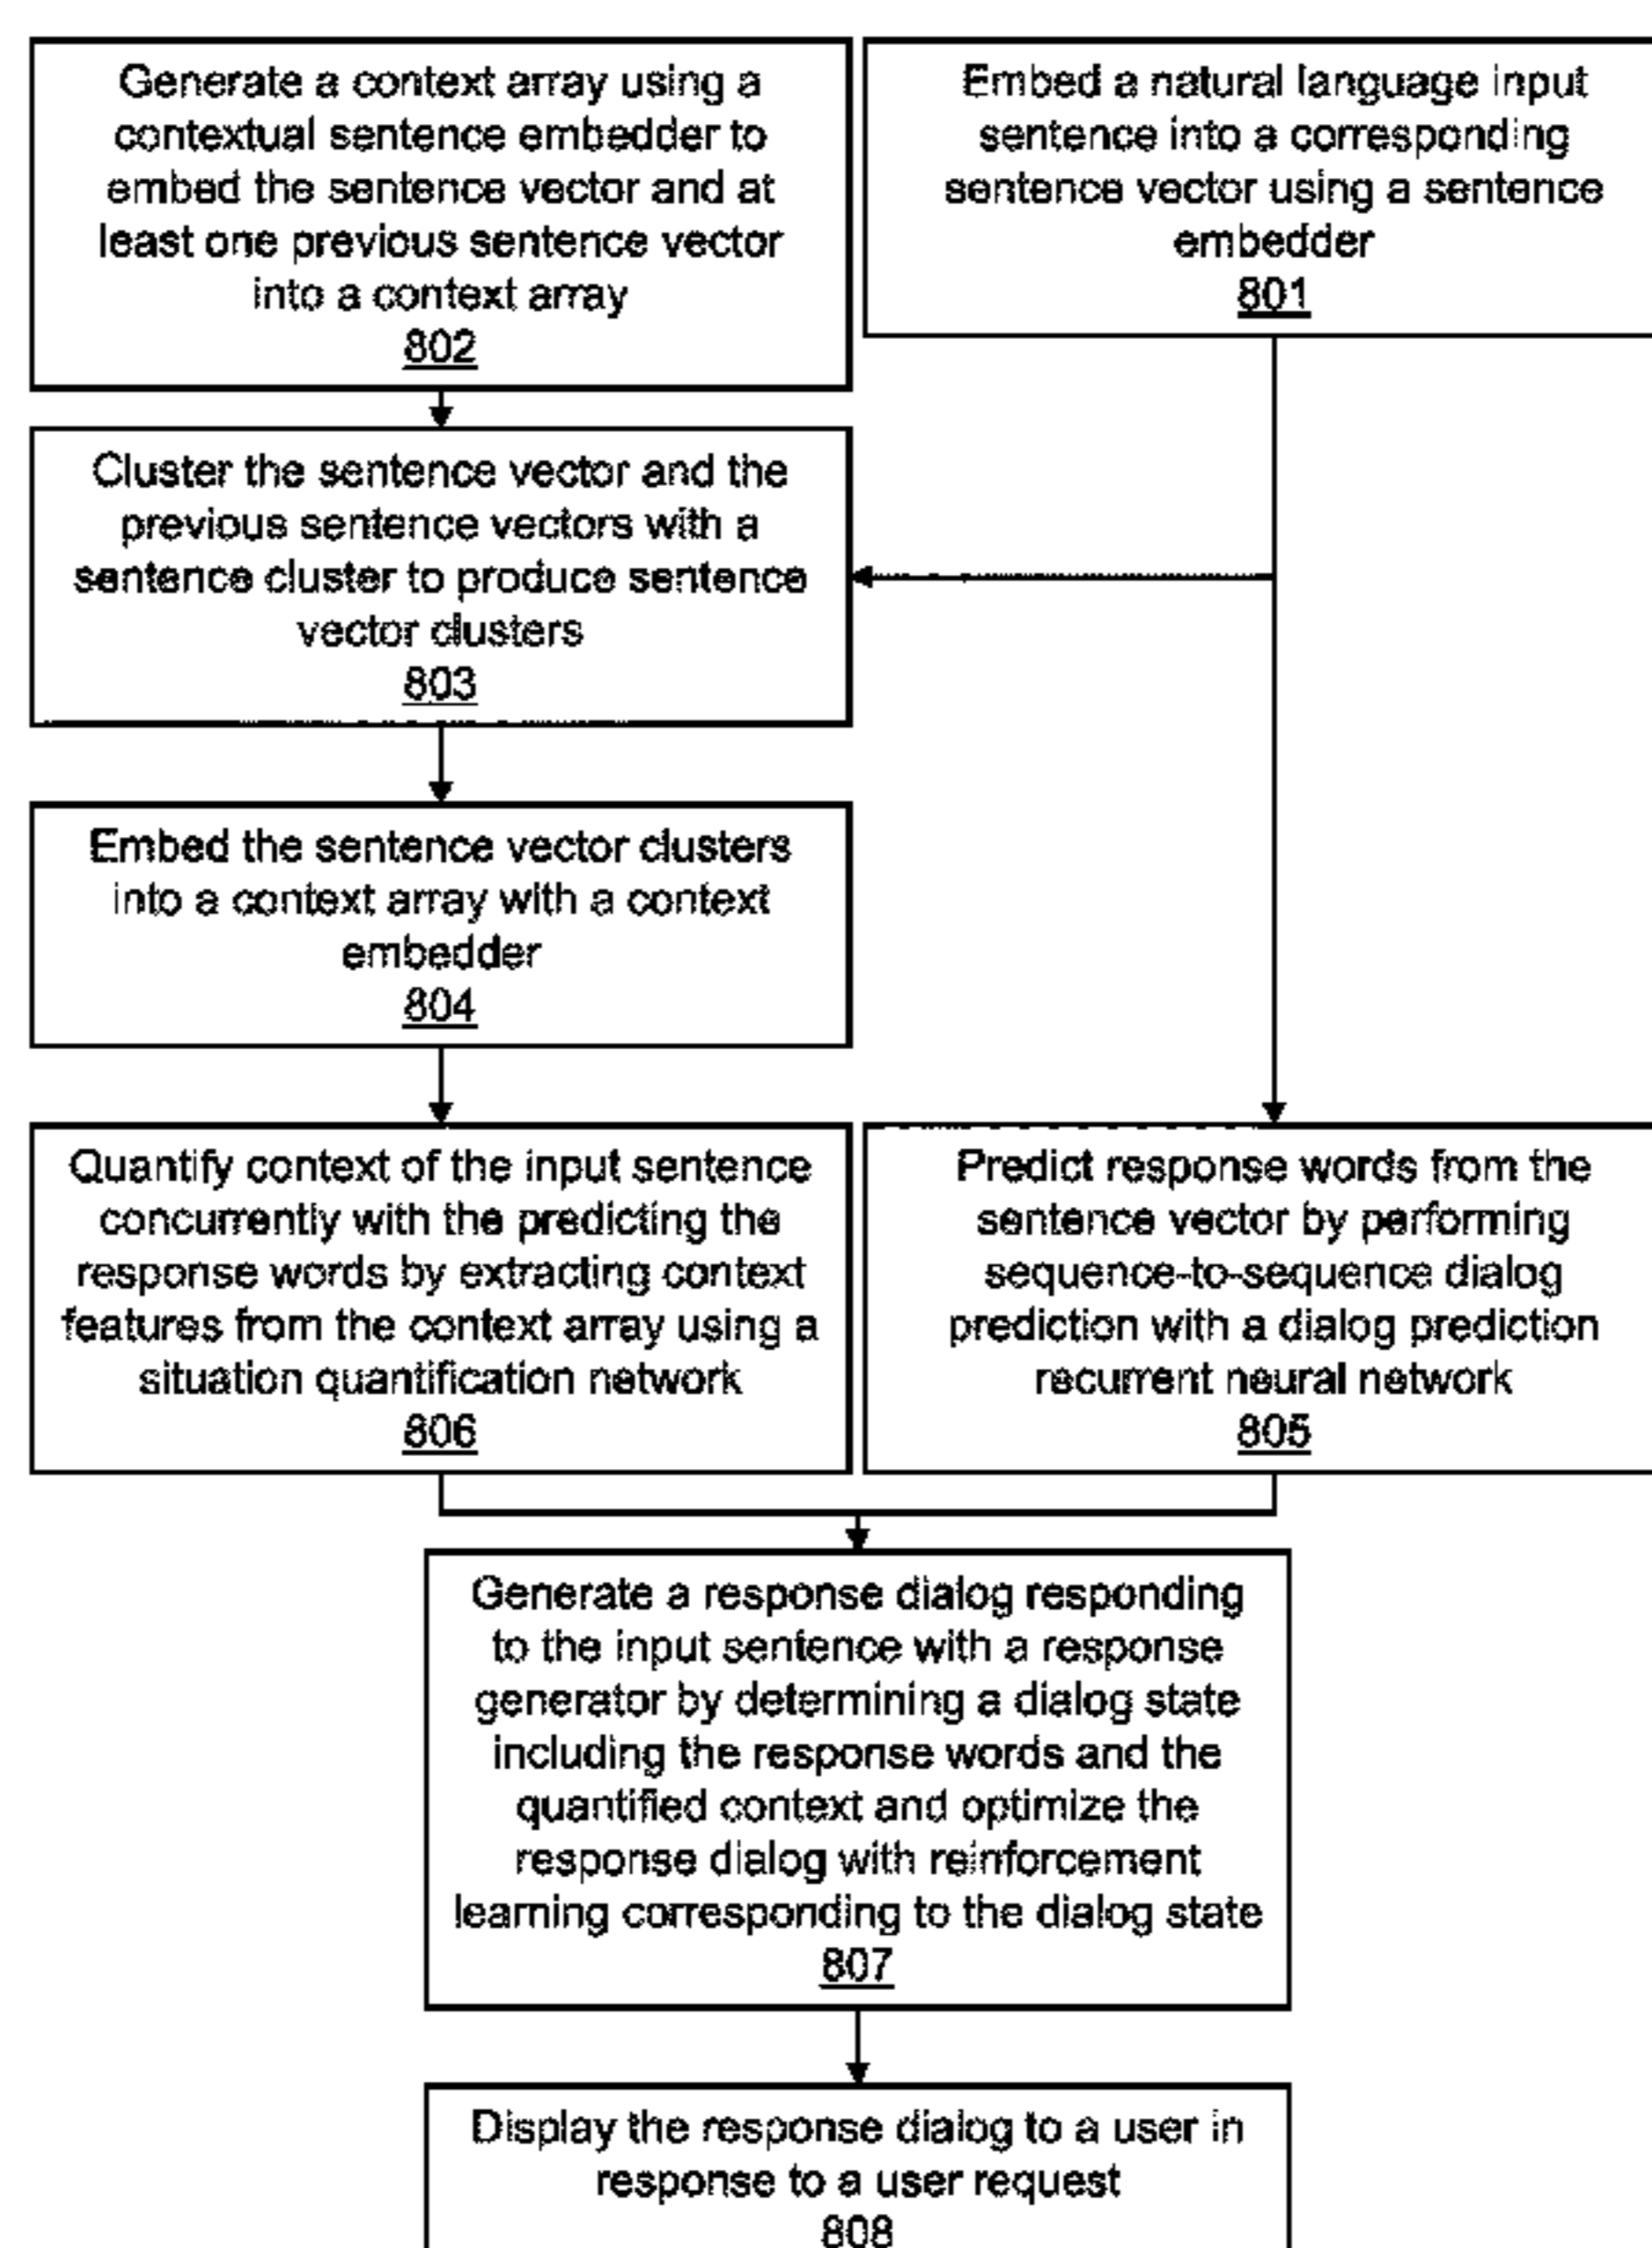 Generate a context array using a
contextual sentence embedder to
embed the sentence vector and at
least one previous sentence vector
into a context array
802
Embed a natural language input
sentence into a corresponding
sentence vector using a sentence
embedder
801
Cluster the sentence vector and the
previous sentence vectors with a
sentence cluster to produce sentence
vector clusters
803
Embed the sentence vector clusters
into a context array with a context
embedder
804
Quantify context of the input sentence
concurrently with the predicting the
response words by extracting context
features from the context array using a
situation quantification network
806
Predict response words from the
sentence vector by performing
sequence-to-sequence dialog
prediction with a dialog prediction
recurrent neural network
805
Generate a response dialog responding
to the input sentence with a response
generator by determining a dialog state
including the response words and the
quantified context and optimize the
response dialog with reinforcement
learning corresponding to the dialog state
807
Display the response dialog to a user in
response to a user request
808